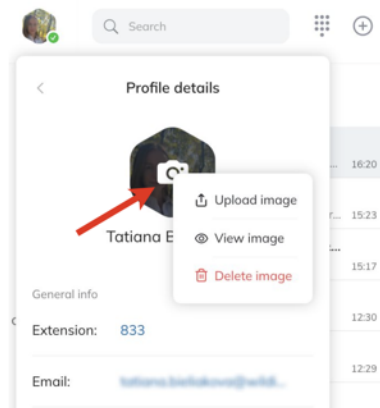 Search
Profile details
16:20
Upload image
r... 15:23
Tatiana B
View image
15:17
Delete image
General info
12:30
Extension: 833
12:29
Email: